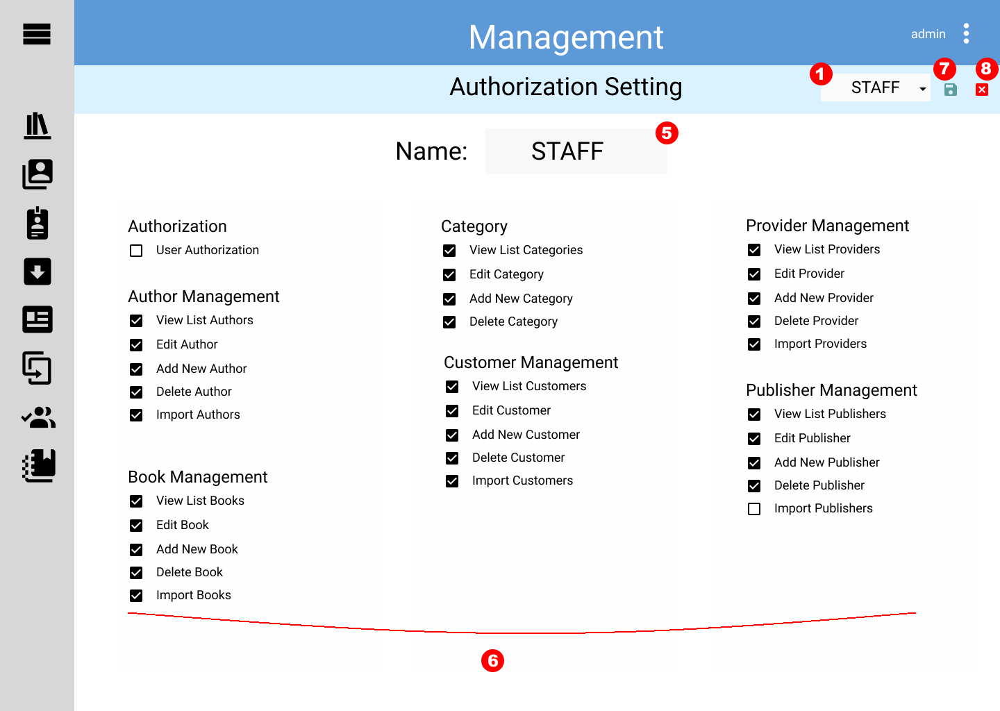 Management
admin
1
7
8
Authorization Setting
STAFF
5
Name:
STAFF
Authorization
User Authorization
Author Management
View List Authors
Edit Author
Add New Author
Delete Author
Import Authors
Book Management
View List Books
Edit Book
Add New Book
Delete Book
Import Books
Category
View List Categories
Edit Category
Add New Category
Delete Category
Customer Management
View List Customers
Edit Customer
Add New Customer
Delete Customer
Import Customers
Provider Management
View List Providers
Edit Provider
Add New Provider
Delete Provider
Import Providers
Publisher Management
View List Publishers
Edit Publisher
Add New Publisher
Delete Publisher
Import Publishers
6